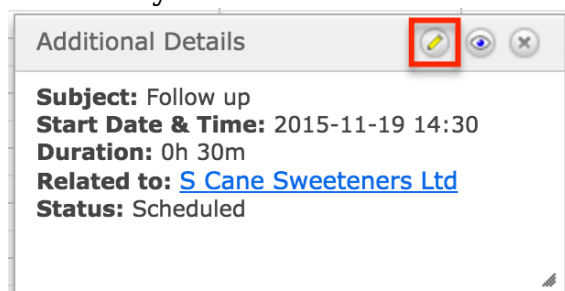 Additional Details
Subject: Follow up
Start Date & Time: 2015-11-19 14:30
Duration: 0h 30m
Related to: S Cane Sweeteners Ltd
Status: Scheduled